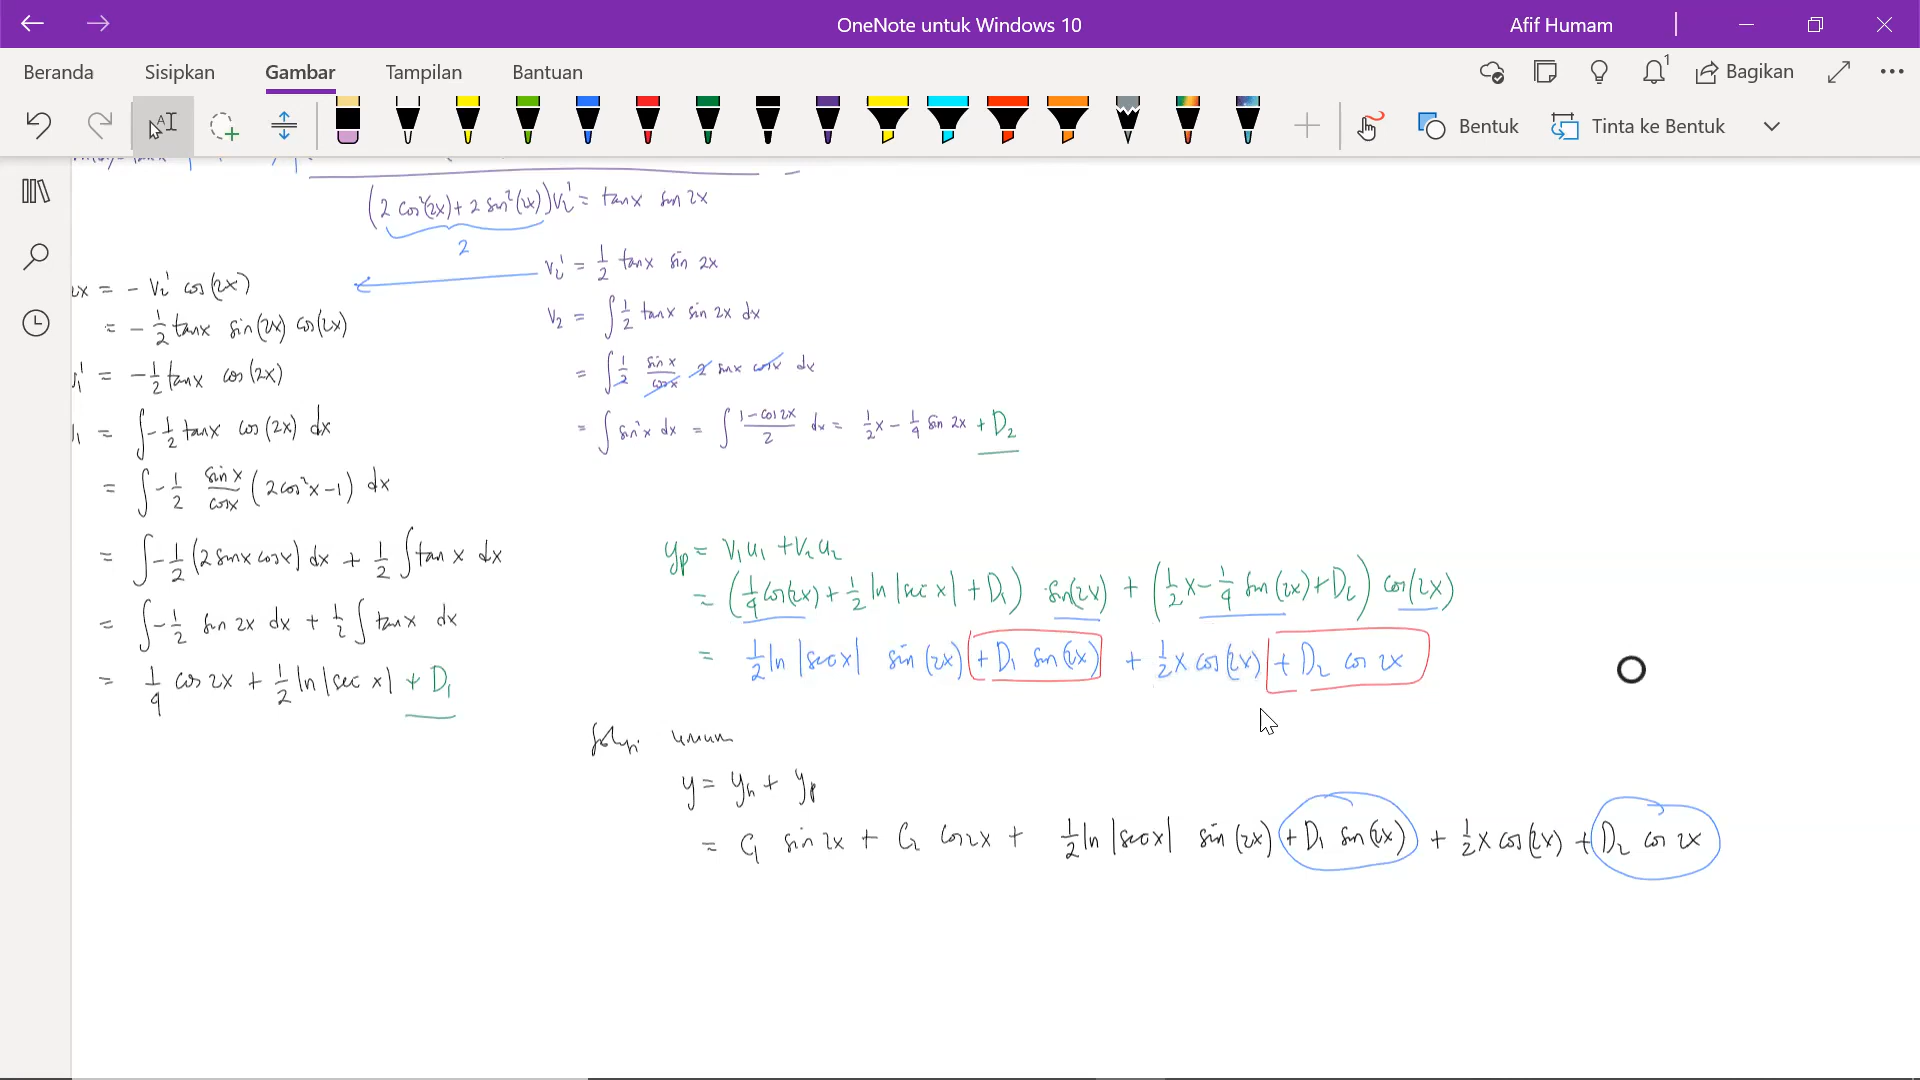 OneNote untuk Windows 10
Afif Humam
Beranda Sisipkan Gambar Tampilan Bantuan
1
Bagikan
Bentuk
Tinta ke Bentuk
(2 cos²(2x) + 2 sin²(2x)) v₂' = tan x sin 2x
2
v₂' = 1/2 tan x sin 2x
v₂ = ∫ 1/2 tan x sin 2x dx
= ∫ 1/2 sin x/cos x 2 sin x cos x dx
= ∫ sin²x dx = ∫ (1 - cos 2x)/2 dx = 1/2 x - 1/4 sin 2x + D₂
2x = - v₂' cos(2x)
= - 1/2 tan x sin(2x) cos(2x)
' = - 1/2 tan x cos(2x)
₁ = ∫ - 1/2 tan x cos(2x) dx
= ∫ - 1/2 sin x/cos x (2cos²x - 1) dx
= ∫ - 1/2 (2 sin x cos x) dx + 1/2 ∫ tan x dx
= ∫ - 1/2 sin 2x dx + 1/2 ∫ tan x dx
= 1/4 cos 2x + 1/2 ln |sec x| + D₁
yp = v₁u₁ + v₂u₂
= (1/4 cos(2x) + 1/2 ln |sec x| + D₁) sin(2x) + (1/2 x - 1/4 sin(2x) + D₂) cos(2x)
= 1/2 ln |sec x| sin(2x) + D₁ sin(2x) + 1/2 x cos(2x) + D₂ cos 2x
Solusi umum
y = yh + yp
= C₁ sin 2x + C₂ cos 2x + 1/2 ln |sec x| sin(2x) + D₁ sin(2x) + 1/2 x cos(2x) + D₂ cos 2x